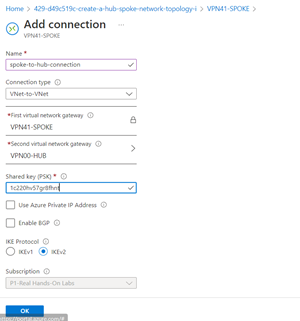 Home > 429-d49c519c-create-a-hub-spoke-network-topology-i > VPN41-SPOKE >
Add connection ...
VPN41-SPOKE
Name *
spoke-to-hub-connection
Connection type
VNet-to-VNet
*First virtual network gateway
VPN41-SPOKE
*Second virtual network gateway
VPN00-HUB
Shared key (PSK) *
1c220hv57gr8fhnt
Use Azure Private IP Address
Enable BGP
IKE Protocol
IKEv1 IKEv2
Subscription
P1-Real Hands-On Labs
OK